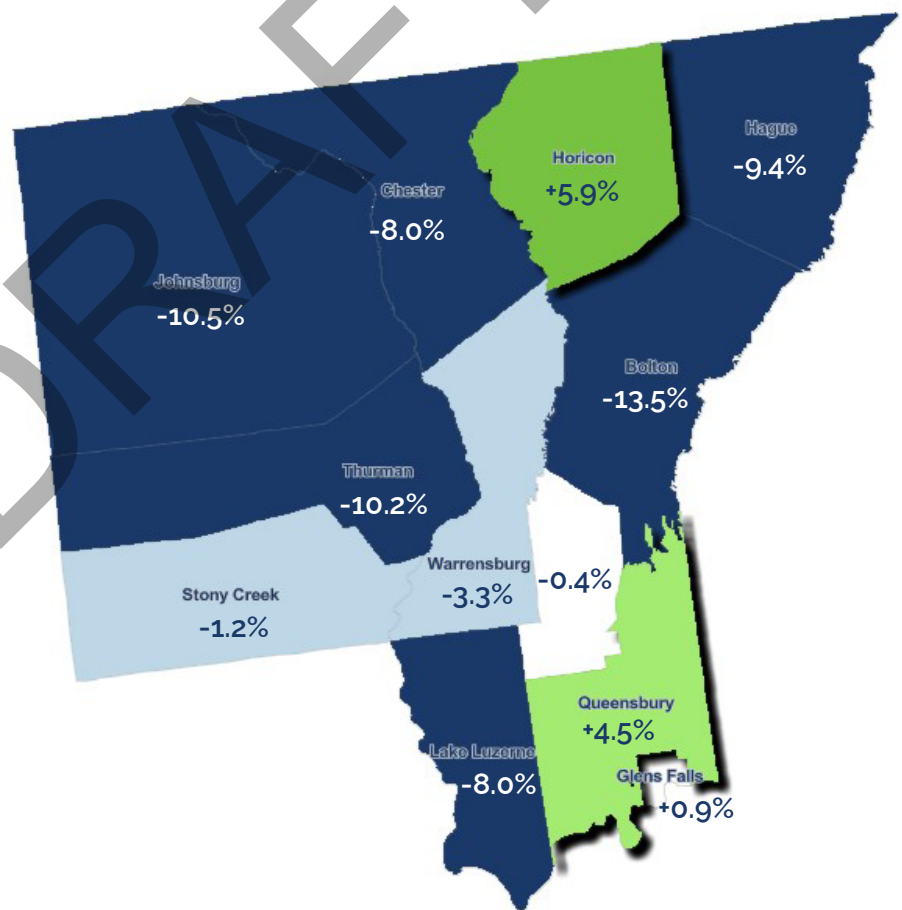 DRAFT
Hague
-9.4%
Horicon
+5.9%
Chester
-8.0%
Johnsburg
-10.5%
Bolton
-13.5%
Thurman
-10.2%
Warrensburg
-3.3%
-0.4%
Stony Creek
-1.2%
Queensbury
+4.5%
Lake Luzerne
-8.0%
Glens Falls
+0.9%